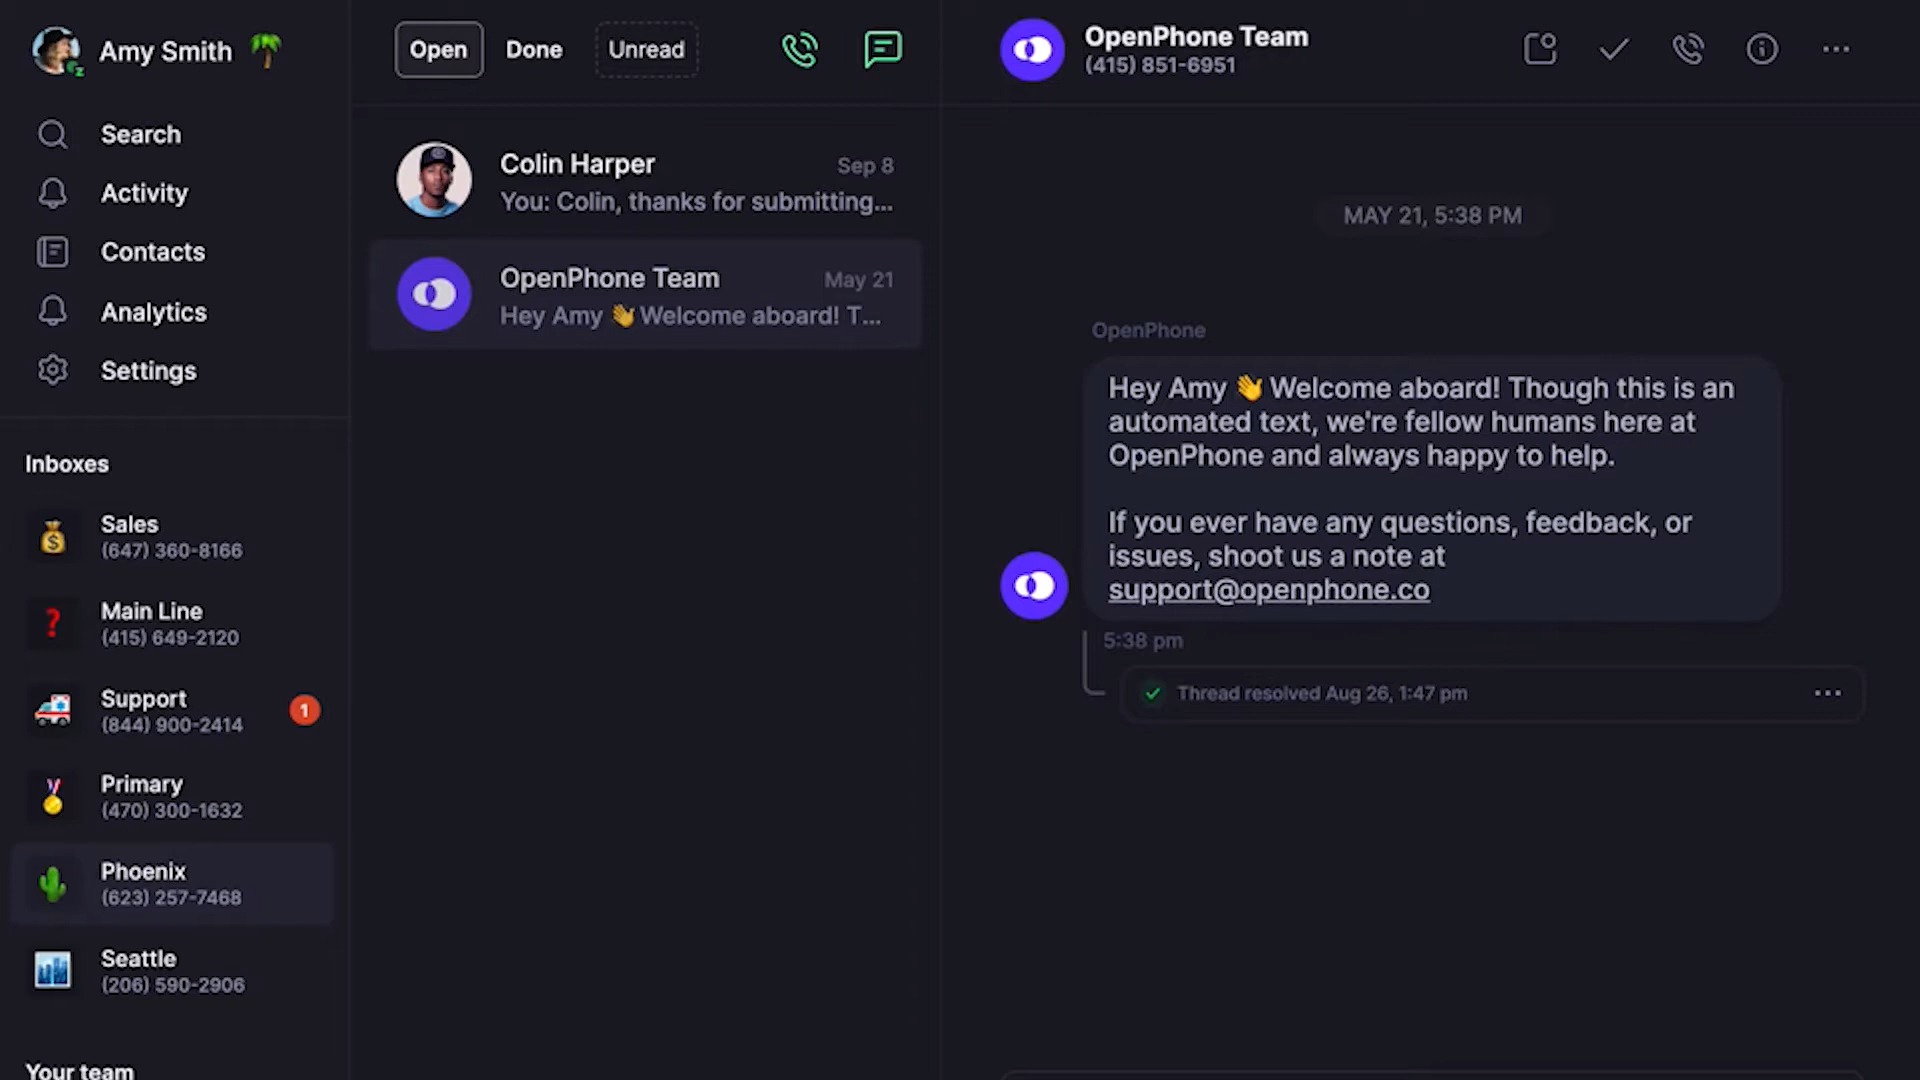 Amy Smith
Search
Activity
Contacts
Analytics
Settings
Inboxes
Sales
(647) 360-8166
Main Line
(415) 649-2120
Support
(844) 900-2414
1
Primary
(470) 300-1632
Phoenix
(623) 257-7468
Seattle
(206) 590-2906
Your team
Open Done Unread
Colin Harper Sep 8
You: Colin, thanks for submitting...
OpenPhone Team May 21
Hey Amy 👋 Welcome aboard! T...
OpenPhone Team
(415) 851-6951
MAY 21, 5:38 PM
OpenPhone
Hey Amy 👋 Welcome aboard! Though this is an
automated text, we're fellow humans here at
OpenPhone and always happy to help.
If you ever have any questions, feedback, or
issues, shoot us a note at
support@openphone.co
5:38 pm
Thread resolved Aug 26, 1:47 pm